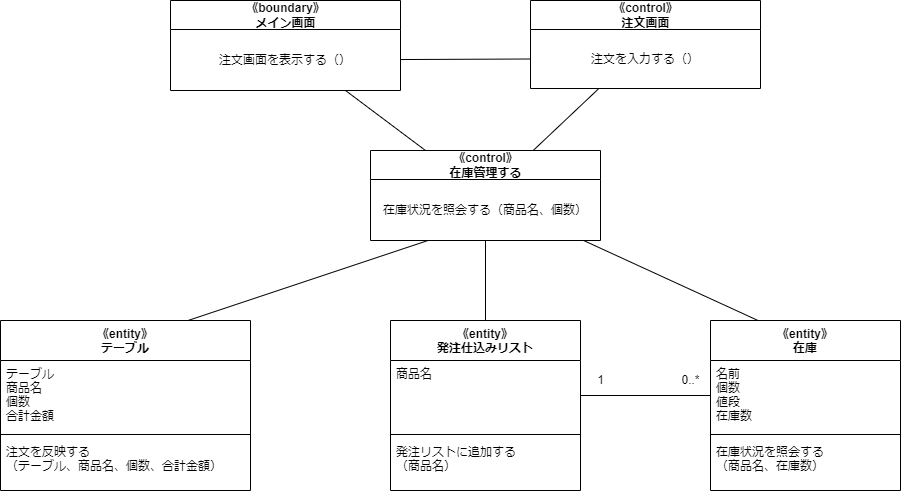 《boundary》
メイン画面
注文画面を表示する（）
《control》
注文画面
注文を入力する（）
《control》
在庫管理する
在庫状況を照会する（商品名、個数）
《entity》
テーブル
テーブル
商品名
個数
合計金額
注文を反映する
（テーブル、商品名、個数、合計金額）
《entity》
発注仕込みリスト
商品名
発注リストに追加する
（商品名）
1
0..*
《entity》
在庫
名前
個数
値段
在庫数
在庫状況を照会する
（商品名、在庫数）